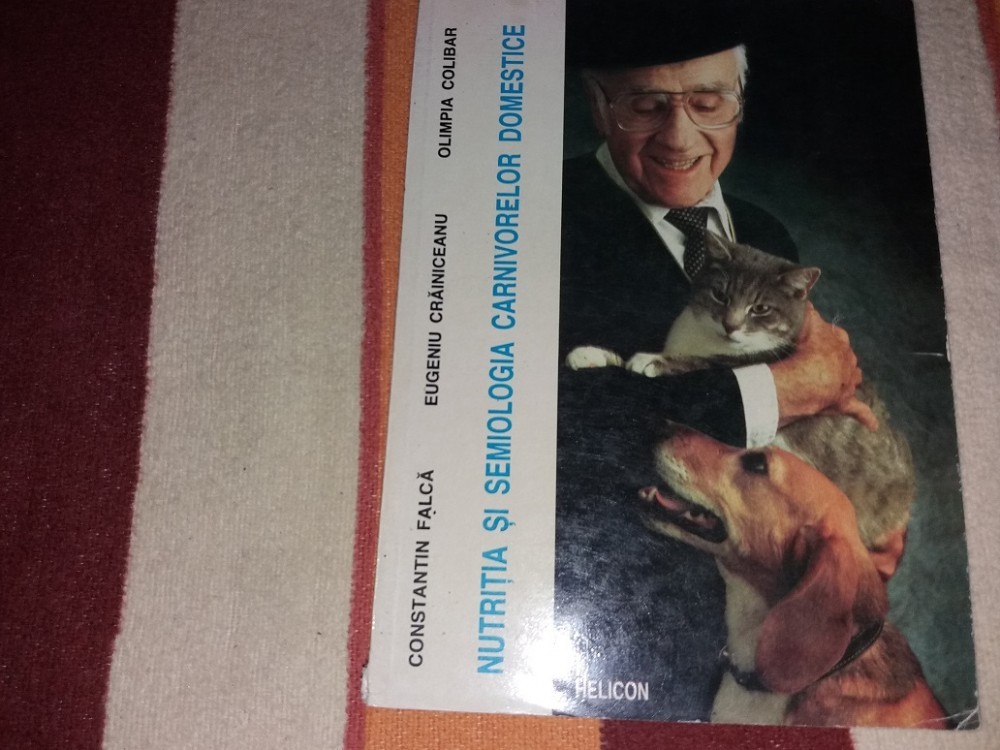 CONSTANTIN FALCĂ
EUGENIU CRĂINICEANU
OLIMPIA COLIBAR
NUTRIȚIA ȘI SEMIOLOGIA CARNIVORELOR DOMESTICE
HELICON